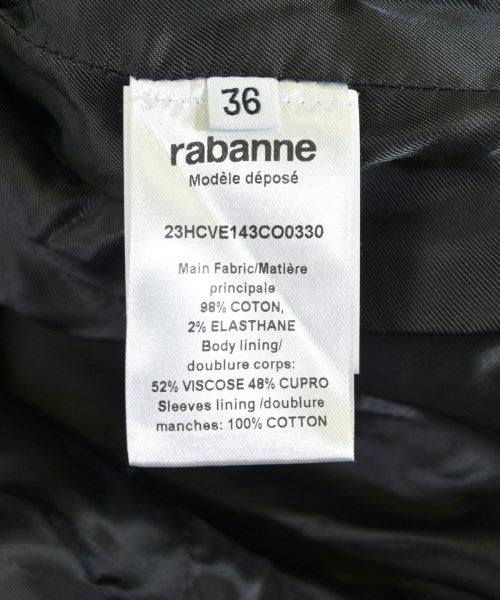 36
rabanne
Modèle déposé
23HCVE143CO0330
Main Fabric/Matière
principale
98% COTON,
2% ELASTHANE
Body lining/
doublure corps:
52% VISCOSE 48% CUPRO
Sleeves lining /doublure
manches: 100% COTTON